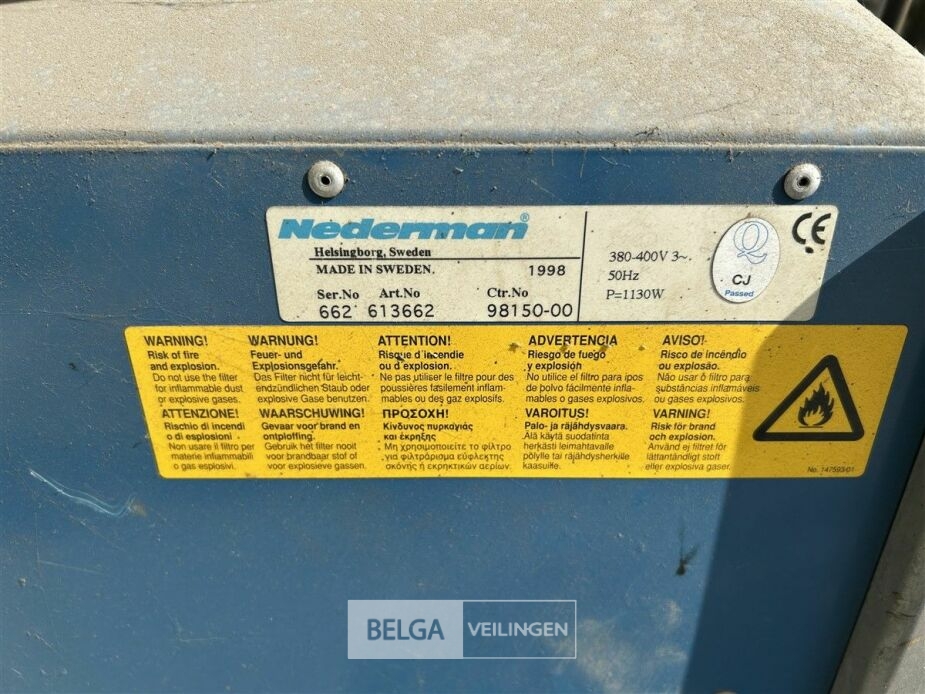 Nederman®
Helsingborg, Sweden
MADE IN SWEDEN. 1998
Ser.No Art.No Ctr.No
662 613662 98150-00
380-400V 3~.
50Hz
P=1130W
Q
CJ
Passed
CE
WARNING!
Risk of fire
and explosion.
Do not use the filter
for inflammable dust
or explosive gases.
WARNUNG!
Feuer- und
Explosionsgefahr.
Das Filter nicht für leicht-
entzündlichen Staub oder
explosive Gase benutzen.
ATTENTION!
Risque d'incendie
ou d'explosion.
Ne pas utiliser le filtre pour des
poussières fasilement inflam-
mables ou des gaz explosifs.
ADVERTENCIA
Riesgo de fuego
y explosión
No utilice el filtro para ipos
de polvo fácilmente infla-
mables o gases explosivos.
AVISO!
Risco de incêndio
ou explosão.
Não usar ó filtro para
substâncias inflamáveis
ou gases explosivos.
ATTENZIONE!
Rischio di incendi
o di esplosioni
Non usare il filtro per
materie infiammabili
o gas esplosivi.
WAARSCHUWING!
Gevaar voor brand en
ontploffing.
Gebruik het filter nooit
voor brandbaar stof of
voor explosieve gassen.
ΠΡΟΣΟΧΗ!
Κίνδυνος πυρκαγιάς
και έκρηξης
Μη χρησιμοποιείτε το φίλτρο
για φιλτράρισμα εύφλεκτης
σκόνής ή εκρηκτικών αερίων.
VAROITUS!
Palo- ja räjähdysvaara.
Älä käytä suodatinta
herkästi leimahtavalle
pölylle tai räjähdysherkille
kaasuille.
VARNING!
Risk för brand
och explosion.
Använd ej filtret för
lättantändligt stoft
eller explosiva gaser.
No. 147593-01
BELGA VEILINGEN